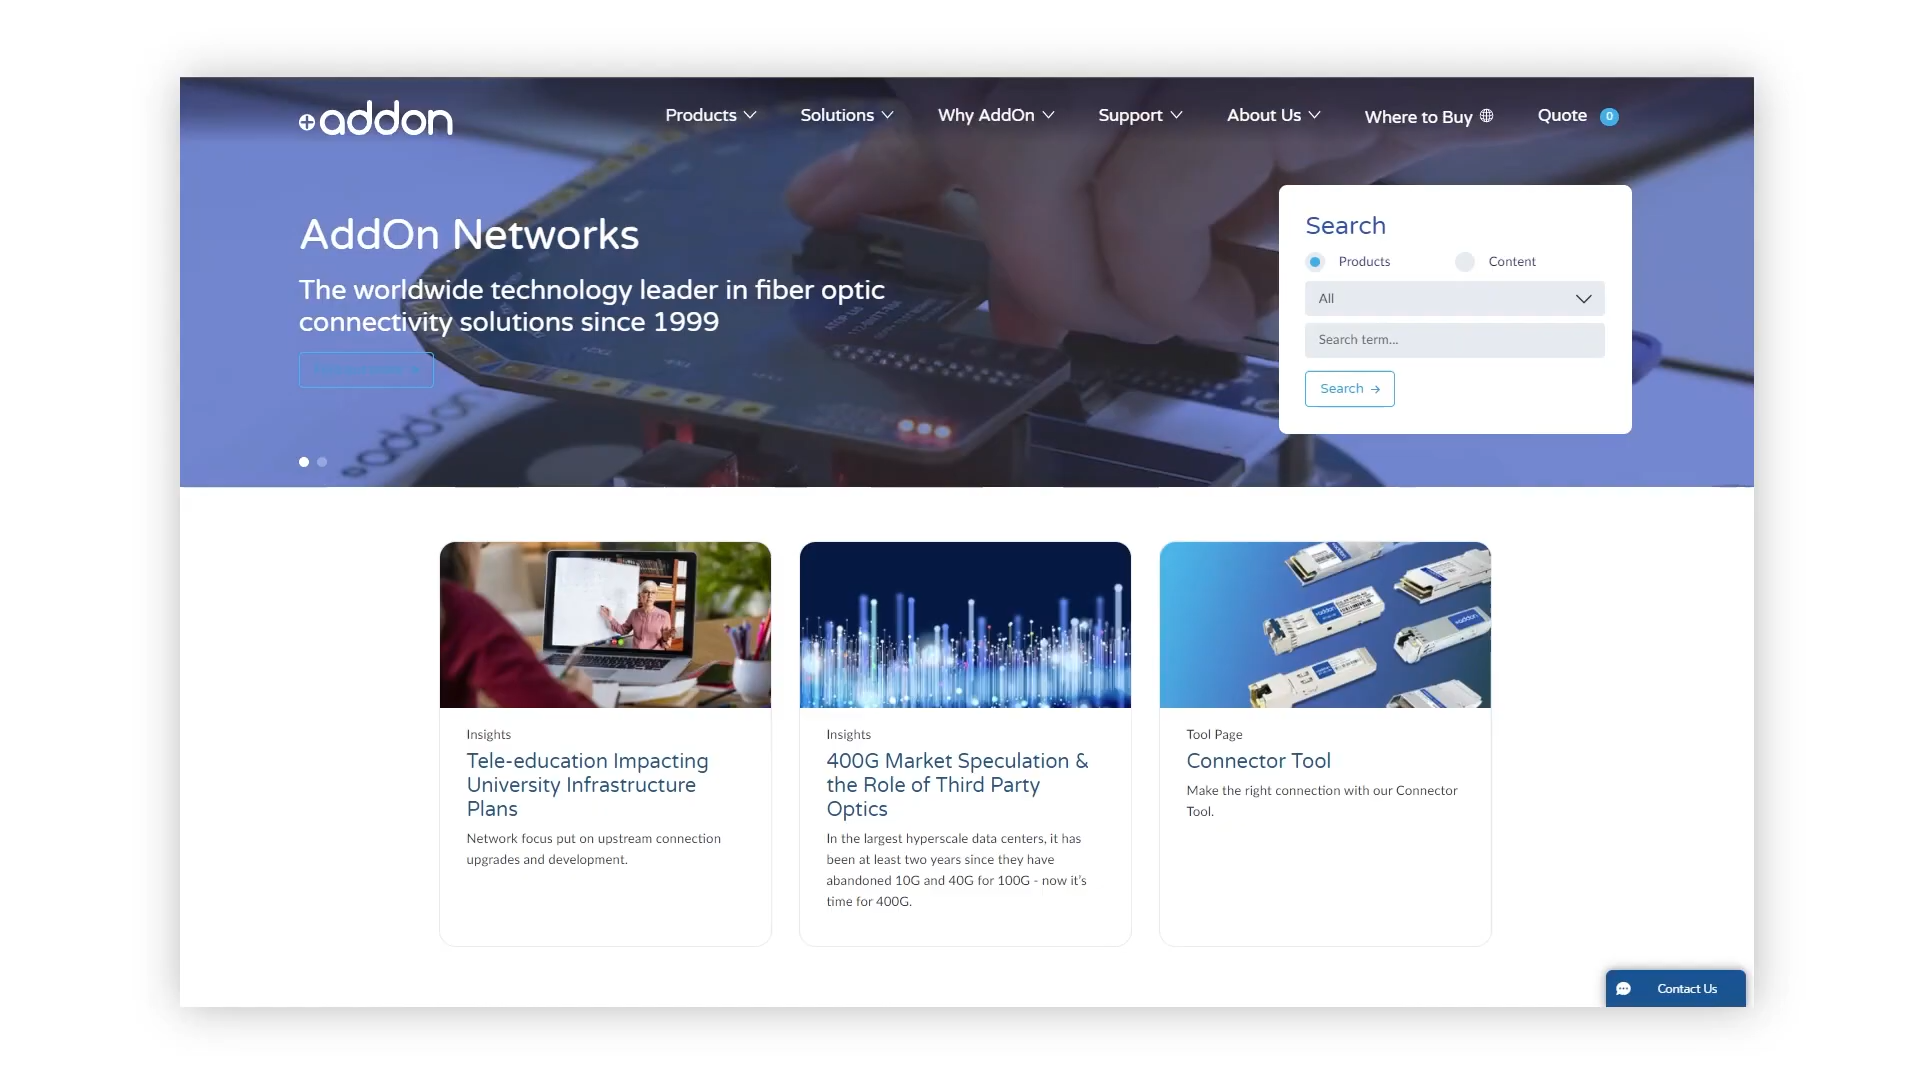 addon
Products
Solutions
Why AddOn
Support
About Us
Where to Buy
Quote 0
AddOn Networks
The worldwide technology leader in fiber optic
connectivity solutions since 1999
addon
Search
Products
Content
All
Search term...
Search →
Insights
Tele-education Impacting
University Infrastructure
Plans
Network focus put on upstream connection
upgrades and development.
Insights
400G Market Speculation &
the Role of Third Party
Optics
In the largest hyperscale data centers, it has
been at least two years since they have
abandoned 10G and 40G for 100G - now it's
time for 400G.
addon
addon
Tool Page
Connector Tool
Make the right connection with our Connector
Tool.
Contact Us